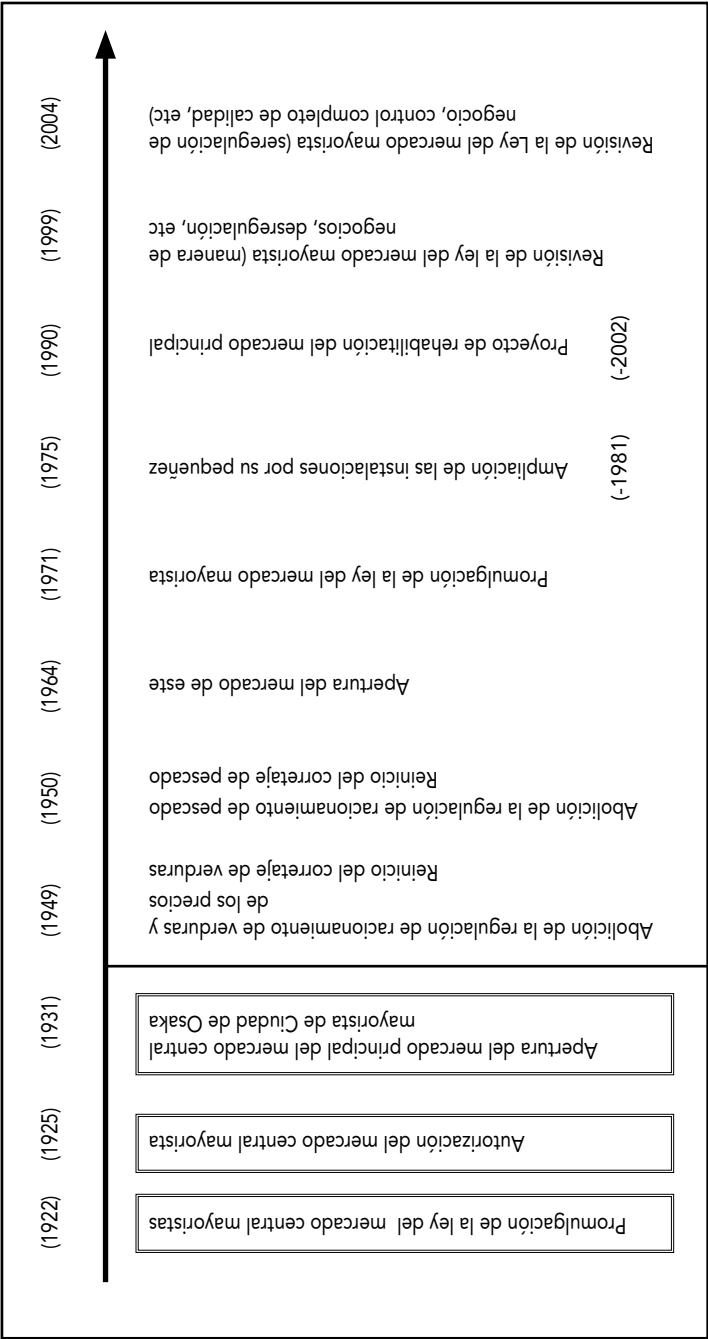 (1922)
Promulgación de la ley del mercado central mayoristas
(1925)
Autorización del mercado central mayorista
(1931)
Apertura del mercado principal del mercado central
mayorista de Ciudad de Osaka
(1949)
Abolición de la regulación de racionamiento de verduras y
de los precios
Reinicio del corretaje de verduras
(1950)
Abolición de la regulación de racionamiento de pescado
Reinicio del corretaje de pescado
(1964)
Apertura del mercado de este
(1971)
Promulgación de la ley del mercado mayorista
(1975)
Ampliación de las instalaciones por su pequeñez
(-1981)
(1990)
Proyecto de rehabilitación del mercado principal
(-2002)
(1999)
Revisión de la ley del mercado mayorista (manera de
negocios, desregulación, etc
(2004)
Revisión de la Ley del mercado mayorista (seregulación de
negocio, control completo de calidad, etc)